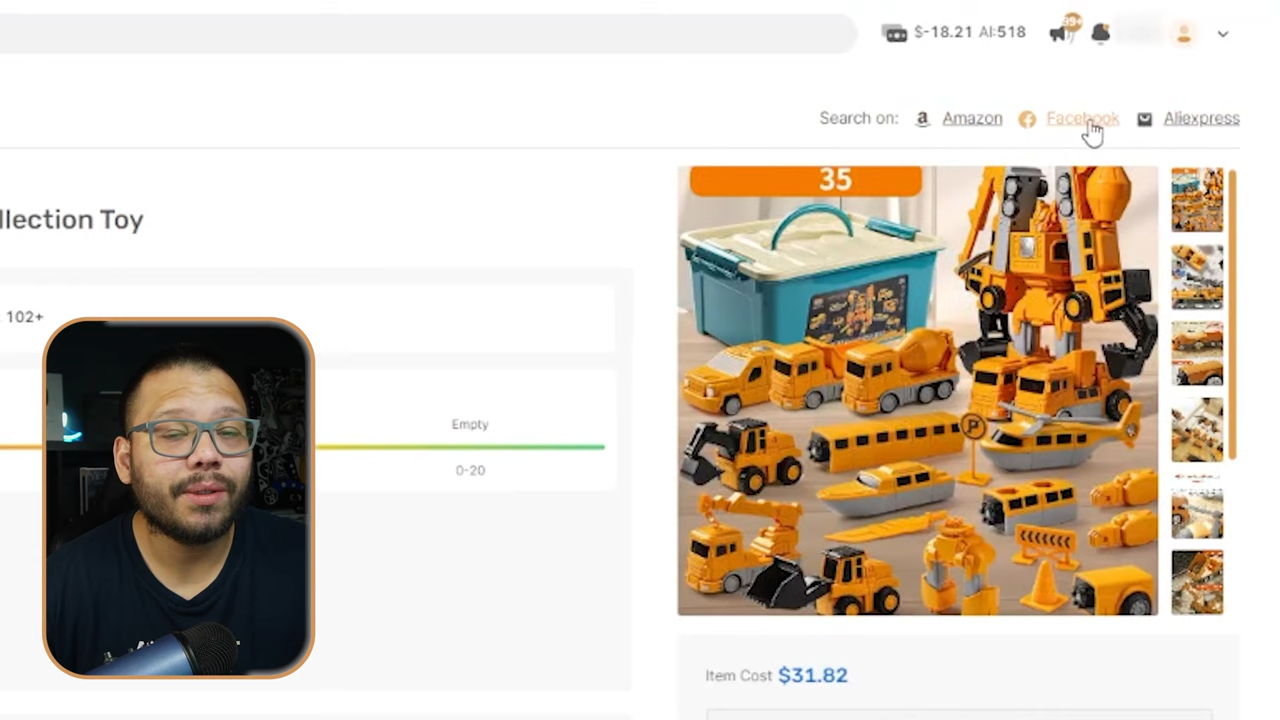 $-18.21 AI:518
99+
Search on: a Amazon Facebook Aliexpress
llection Toy
35
102+
Empty
0-20
P
Item Cost $31.82